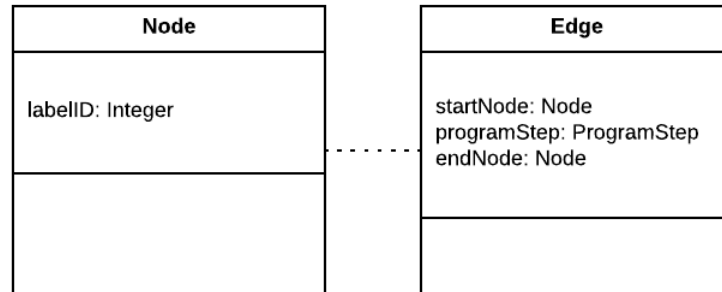 Node
labelID: Integer
Edge
startNode: Node
programStep: ProgramStep
endNode: Node